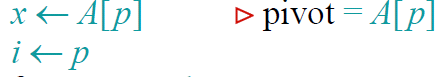 x ← A[p] ▷ pivot = A[p]
i ← p